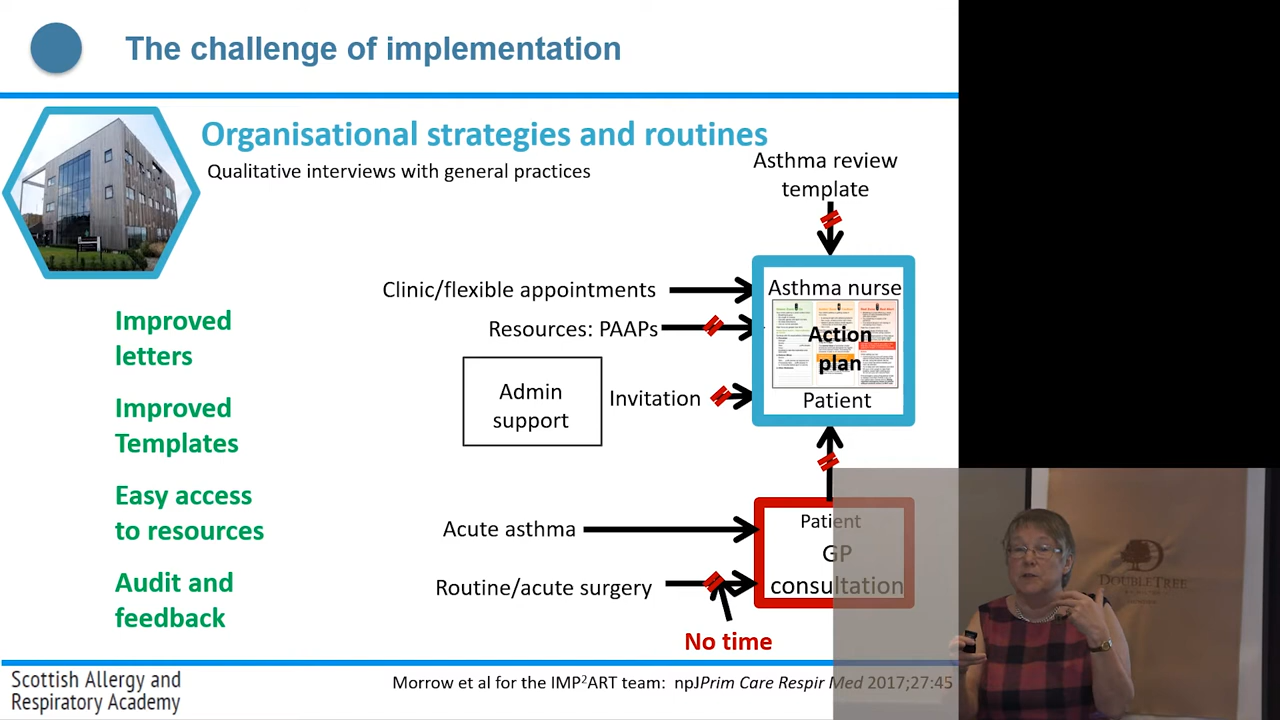 The challenge of implementation
Organisational strategies and routines
Qualitative interviews with general practices
Asthma review
template
Clinic/flexible appointments
Resources: PAAPs
Admin
support
Invitation
Asthma nurse
Action
plan
Patient
Improved
letters
Improved
Templates
Easy access
to resources
Audit and
feedback
Acute asthma
Routine/acute surgery
No time
Patient
GP
consultation
Scottish Allergy and
Respiratory Academy
Morrow et al for the IMP²ART team: npJPrim Care Respir Med 2017;27:45
DOUBLETREE